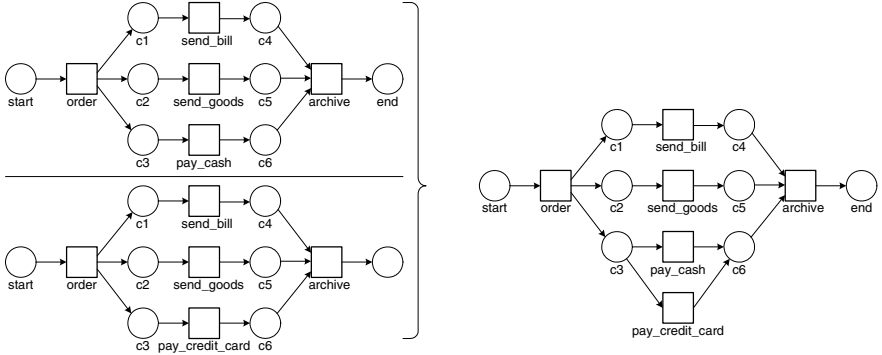 c1 send_bill c4
start order c2 send_goods c5 archive end
c3 pay_cash c6
c1 send_bill c4
start order c2 send_goods c5 archive
c3 pay_credit_card c6
c1 send_bill c4
start order c2 send_goods c5 archive end
c3 pay_cash c6
pay_credit_card